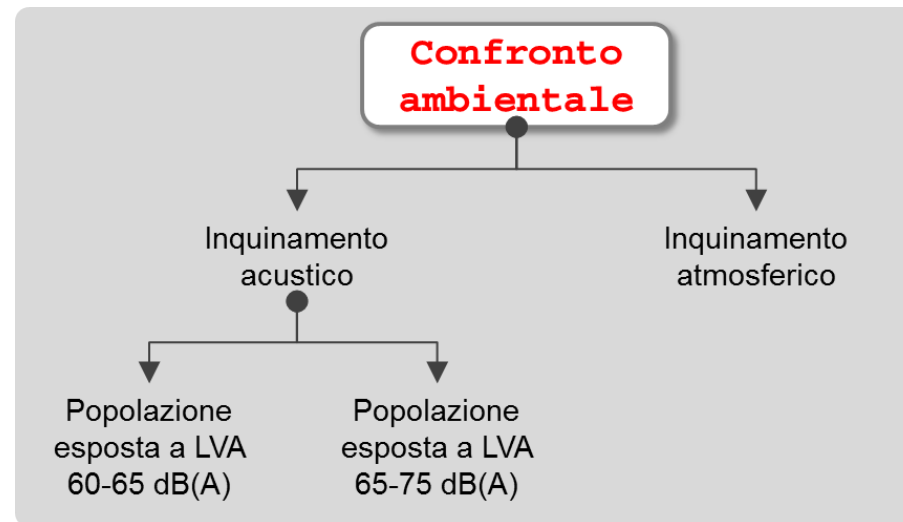 Confronto
ambientale
Inquinamento
acustico
Inquinamento
atmosferico
Popolazione
esposta a LVA
60-65 dB(A)
Popolazione
esposta a LVA
65-75 dB(A)